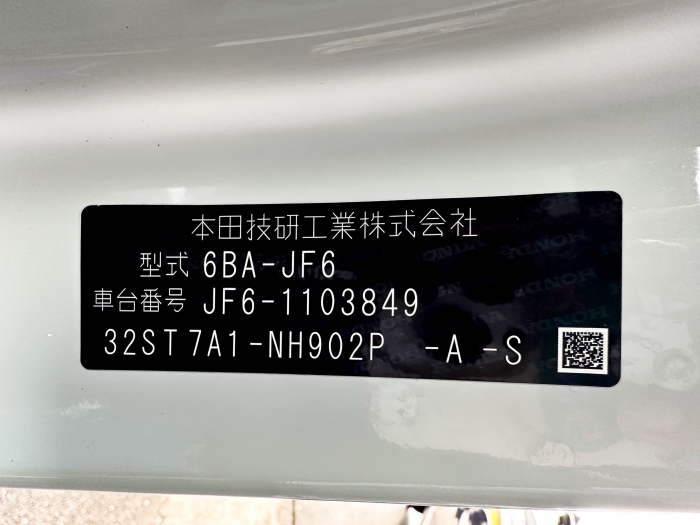 本田技研工業株式会社
型式 6BA-JF6
車台番号 JF6-1103849
32ST7A1-NH902P -A -S